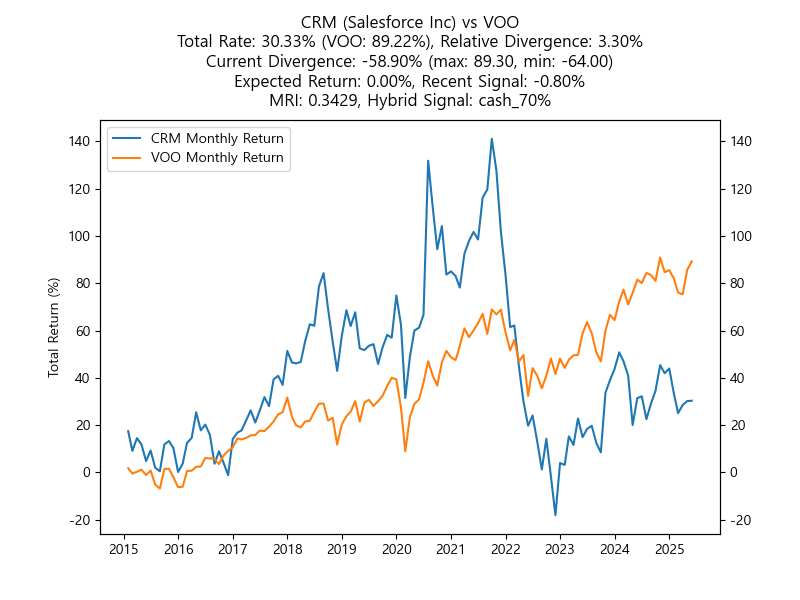 CRM (Salesforce Inc) vs VOO
Total Rate: 30.33% (VOO: 89.22%), Relative Divergence: 3.30%
Current Divergence: -58.90% (max: 89.30, min: -64.00)
Expected Return: 0.00%, Recent Signal: -0.80%
MRI: 0.3429, Hybrid Signal: cash_70%
CRM Monthly Return
VOO Monthly Return
Total Return (%)
140
120
100
80
60
40
20
0
-20
140
120
100
80
60
40
20
0
-20
2015 2016 2017 2018 2019 2020 2021 2022 2023 2024 2025